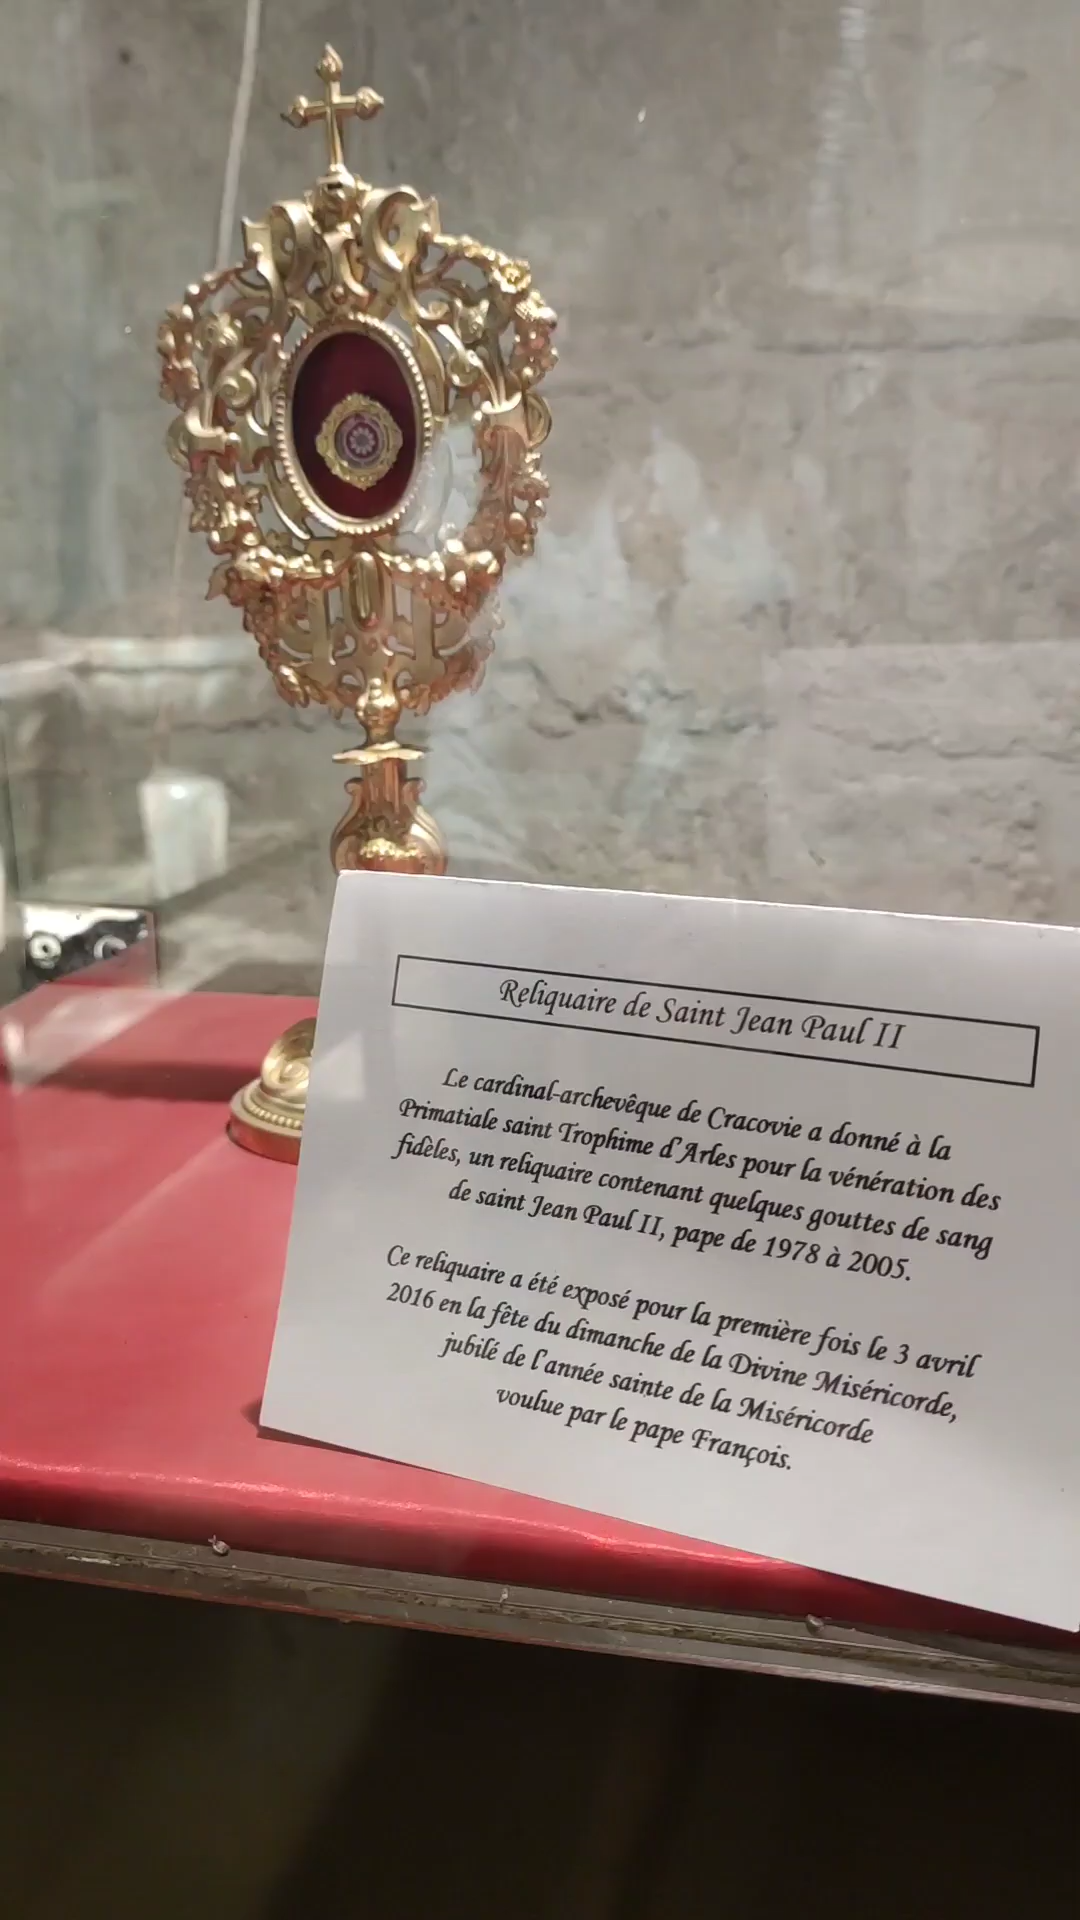 Reliquaire de Saint Jean Paul II
Le cardinal-archevêque de Cracovie a donné à la
Primatiale saint Trophime d'Arles pour la vénération des
fidèles, un reliquaire contenant quelques gouttes de sang
de saint Jean Paul II, pape de 1978 à 2005.
Ce reliquaire a été exposé pour la première fois le 3 avril
2016 en la fête du dimanche de la Divine Miséricorde,
jubilé de l'année sainte de la Miséricorde
voulue par le pape François.